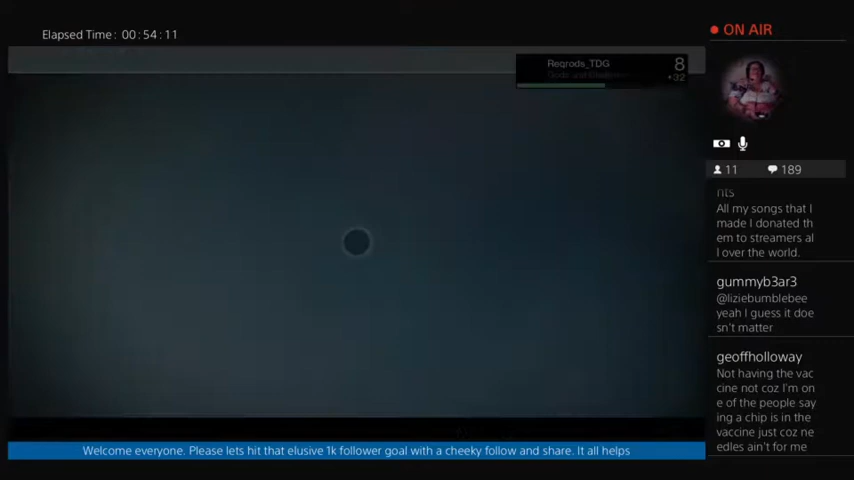 Elapsed Time : 00:54:11
ON AIR
Reqrods_TDG
8
+32
11
189
nts
All my songs that I
made I donated th
em to streamers al
l over the world.
gummyb3ar3
@liziebumblebee
yeah I guess it doe
sn't matter
geoffholloway
Not having the vac
cine not coz I'm on
e of the people say
ing a chip is in the
vaccine just coz ne
edles ain't for me
Welcome everyone. Please lets hit that elusive 1k follower goal with a cheeky follow and share. It all helps